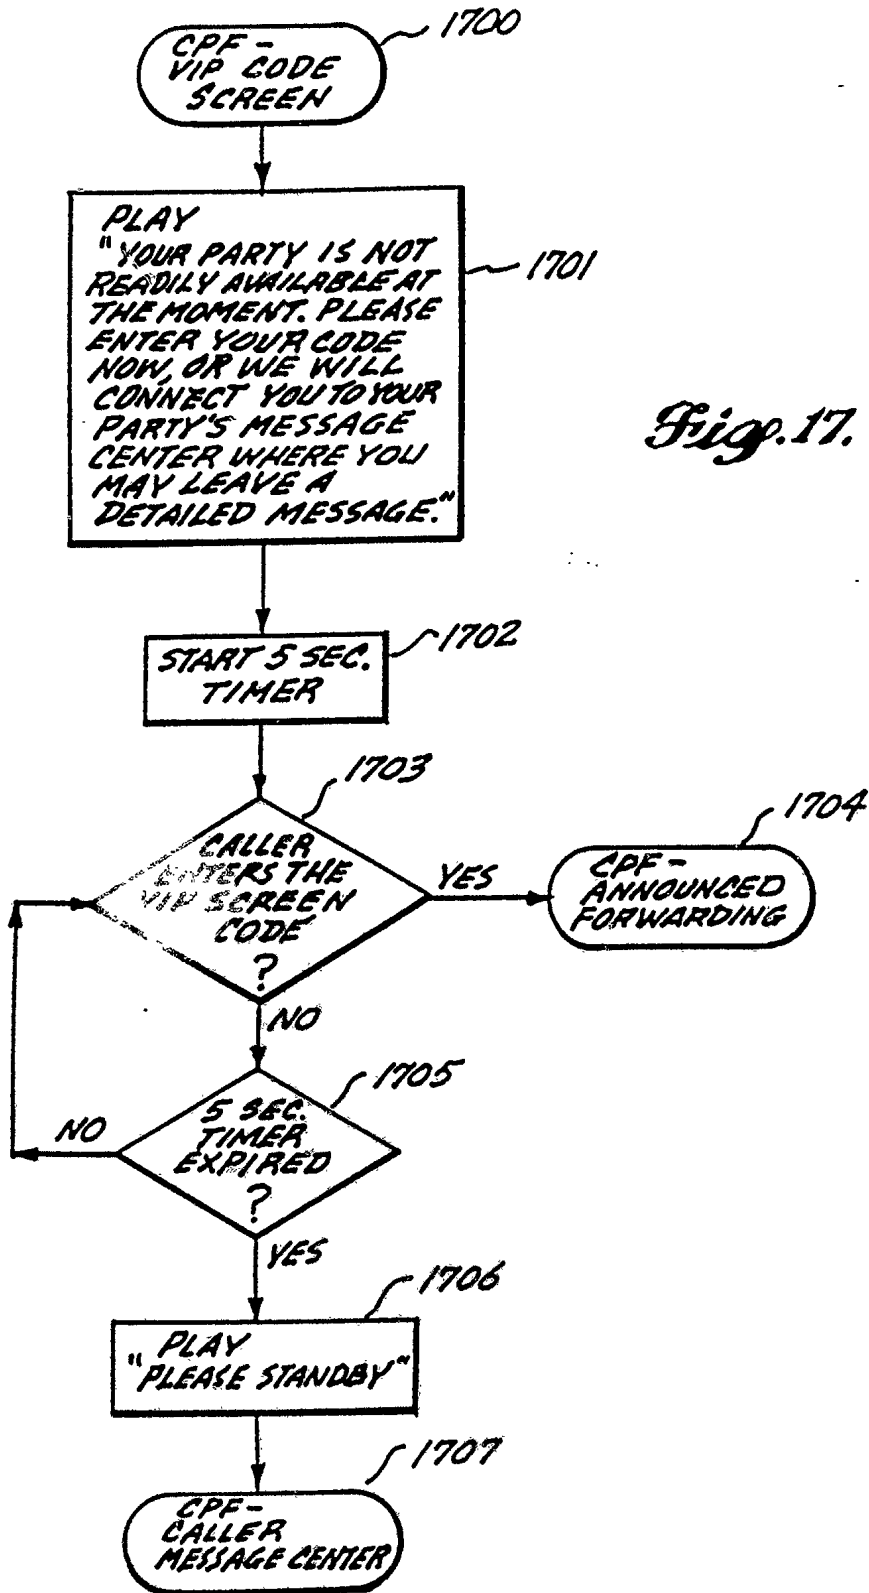 1700
CPF -
VIP CODE
SCREEN
PLAY
"YOUR PARTY IS NOT
READILY AVAILABLE AT
THE MOMENT. PLEASE
ENTER YOUR CODE
NOW, OR WE WILL
CONNECT YOU TO YOUR
PARTY'S MESSAGE
CENTER WHERE YOU
MAY LEAVE A
DETAILED MESSAGE."
1701
Fig. 17.
1702
START 5 SEC.
TIMER
1703
CALLER
ENTERS THE
VIP SCREEN
CODE
?
YES
1704
CPF -
ANNOUNCED
FORWARDING
NO
1705
5 SEC.
TIMER
EXPIRED
?
NO
YES
1706
PLAY
"PLEASE STANDBY"
1707
CPF -
CALLER
MESSAGE CENTER